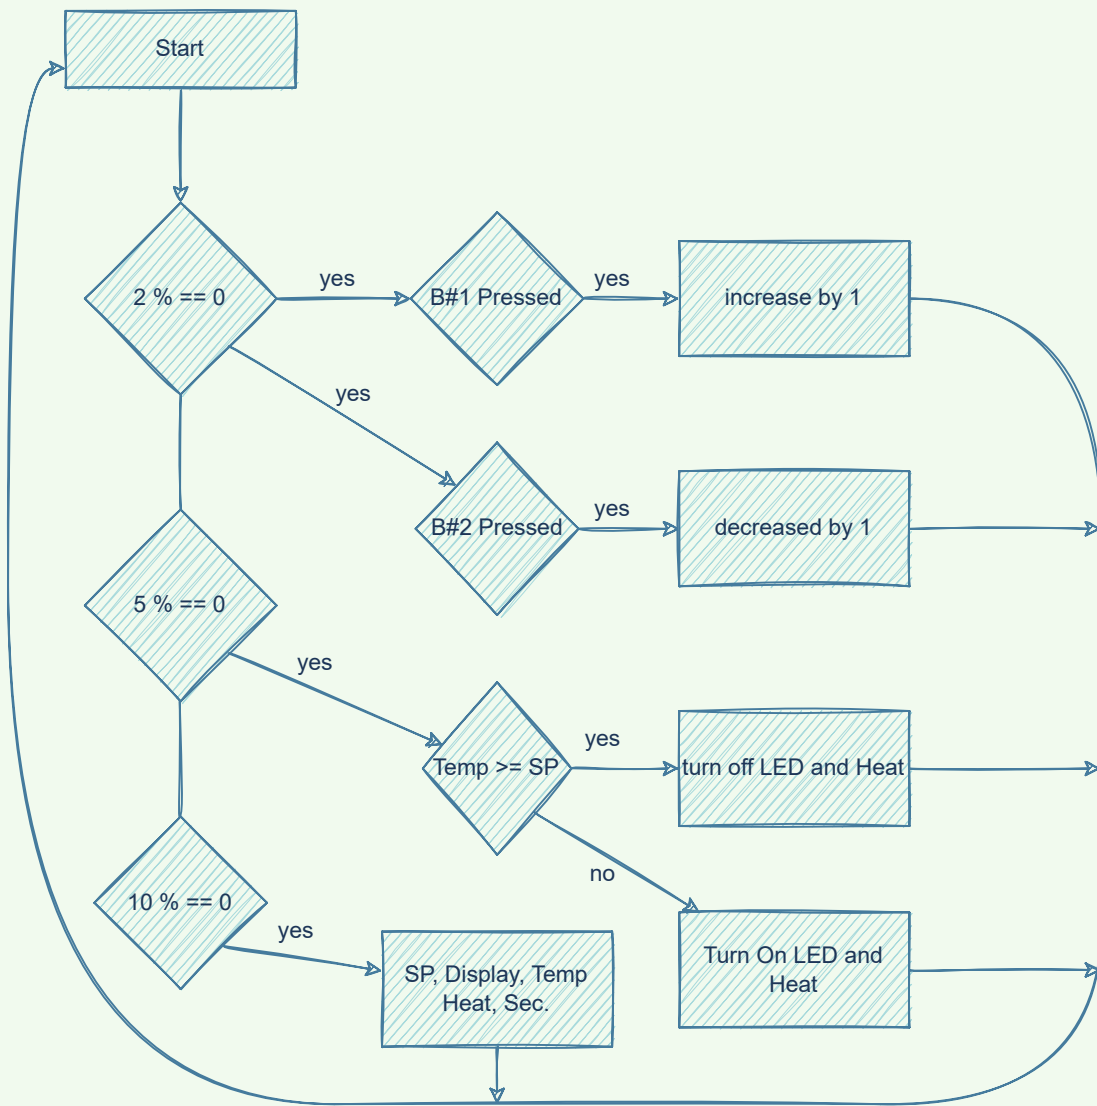 Start
2 % == 0
yes
B#1 Pressed
yes
increase by 1
yes
B#2 Pressed
yes
decreased by 1
5 % == 0
yes
Temp >= SP
yes
turn off LED and Heat
no
Turn On LED and
Heat
10 % == 0
yes
SP, Display, Temp
Heat, Sec.